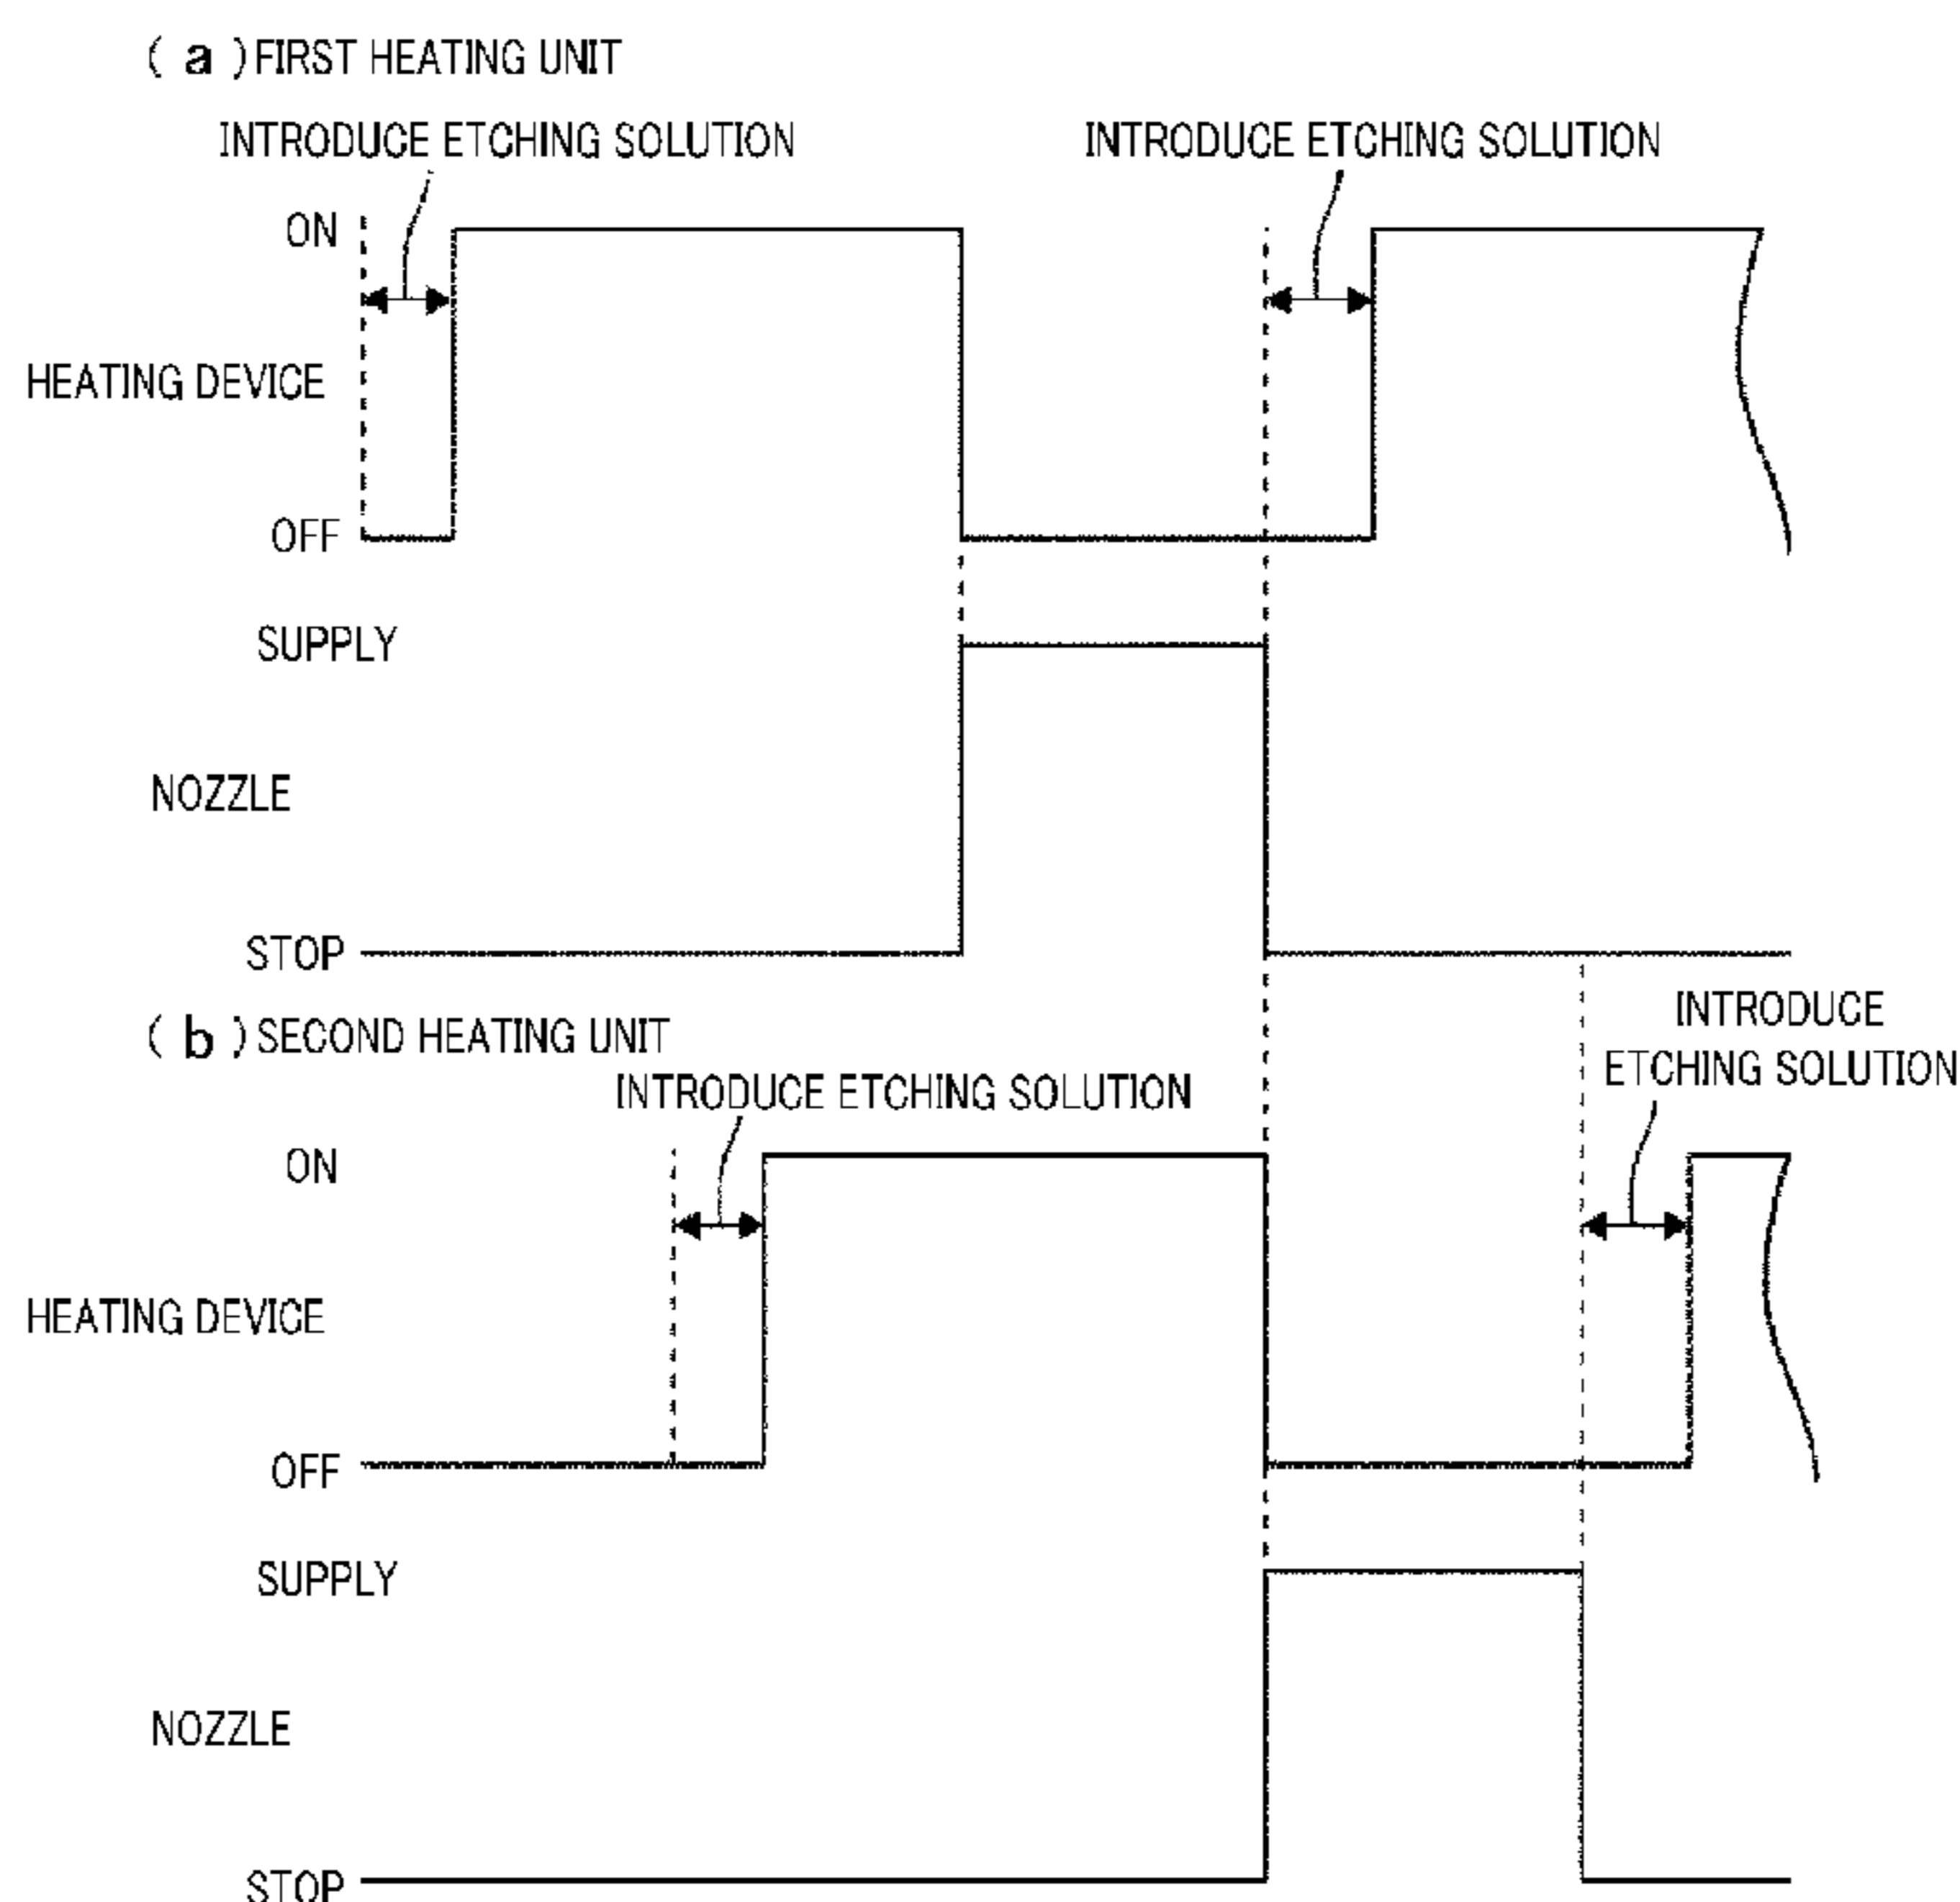 ( a ) FIRST HEATING UNIT
INTRODUCE ETCHING SOLUTION
INTRODUCE ETCHING SOLUTION
ON
HEATING DEVICE
OFF
SUPPLY
NOZZLE
STOP
( b ) SECOND HEATING UNIT
INTRODUCE
ETCHING SOLUTION
INTRODUCE ETCHING SOLUTION
ON
HEATING DEVICE
OFF
SUPPLY
NOZZLE
STOP